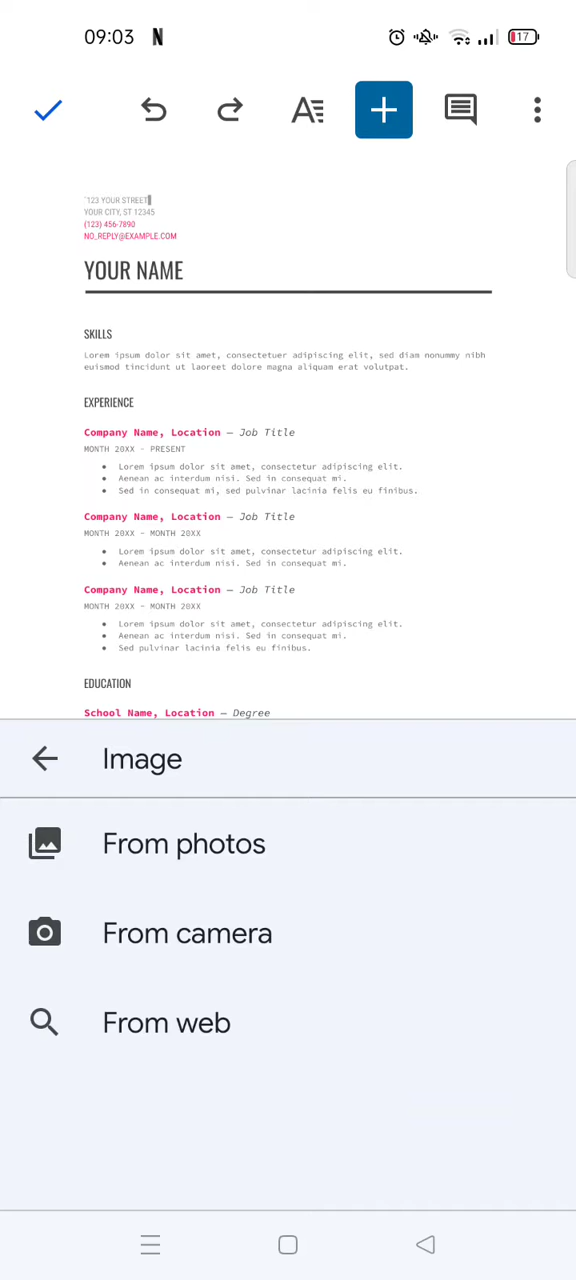 09:03 N 17
`123 YOUR STREET
YOUR CITY, ST 12345
(123) 456-7890
NO_REPLY@EXAMPLE.COM
YOUR NAME
SKILLS
Lorem ipsum dolor sit amet, consectetuer adipiscing elit, sed diam nonummy nibh
euismod tincidunt ut laoreet dolore magna aliquam erat volutpat.
EXPERIENCE
Company Name, Location — Job Title
MONTH 20XX - PRESENT
● Lorem ipsum dolor sit amet, consectetur adipiscing elit.
● Aenean ac interdum nisi. Sed in consequat mi.
● Sed in consequat mi, sed pulvinar lacinia felis eu finibus.
Company Name, Location — Job Title
MONTH 20XX - MONTH 20XX
● Lorem ipsum dolor sit amet, consectetur adipiscing elit.
● Aenean ac interdum nisi. Sed in consequat mi.
Company Name, Location — Job Title
MONTH 20XX - MONTH 20XX
● Lorem ipsum dolor sit amet, consectetur adipiscing elit.
● Aenean ac interdum nisi. Sed in consequat mi.
● Sed pulvinar lacinia felis eu finibus.
EDUCATION
School Name, Location — Degree
Image
From photos
From camera
From web